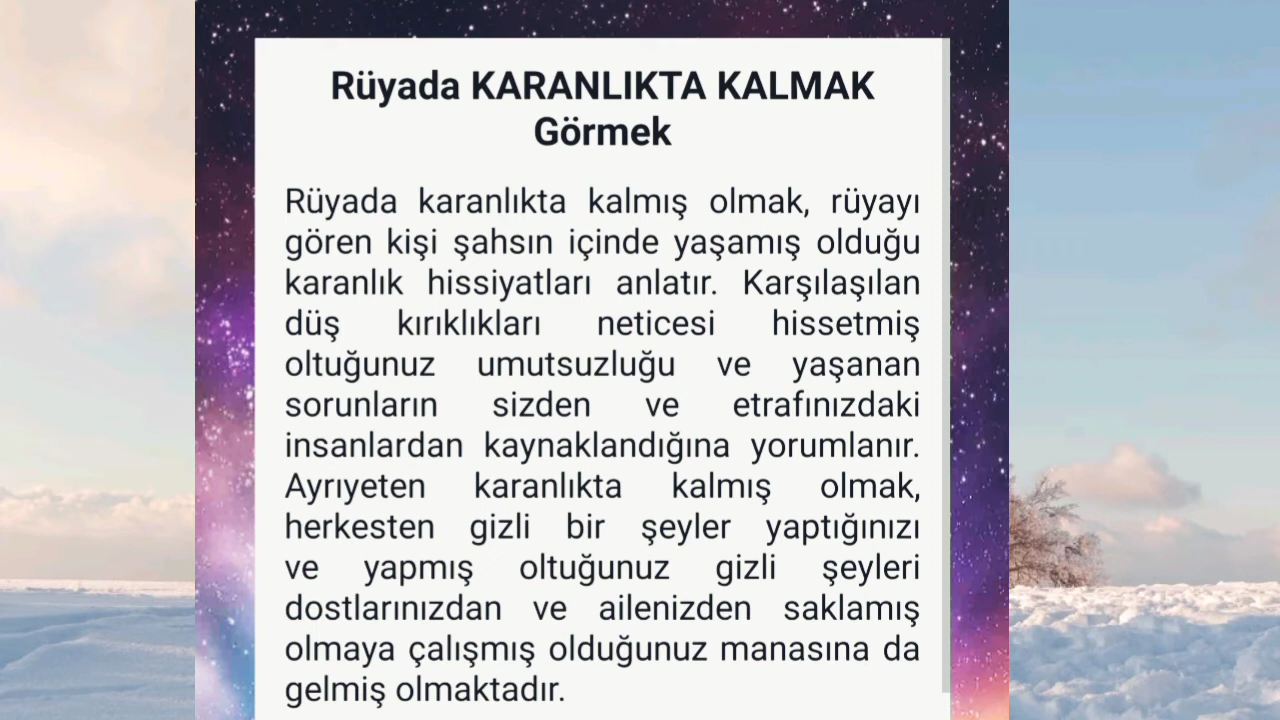 Rüyada KARANLIKTA KALMAK
Görmek
Rüyada karanlıkta kalmış olmak, rüyayı
gören kişi şahsın içinde yaşamış olduğu
karanlık hissiyatları anlatır. Karşılaşılan
düş kırıklıkları neticesi hissetmiş
oltuğunuz umutsuzluğu ve yaşanan
sorunların sizden ve etrafınızdaki
insanlardan kaynaklandığına yorumlanır.
Ayrıyeten karanlıkta kalmış olmak,
herkesten gizli bir şeyler yaptığınızı
ve yapmış oltuğunuz gizli şeyleri
dostlarınızdan ve ailenizden saklamış
olmaya çalışmış olduğunuz manasına da
gelmiş olmaktadır.